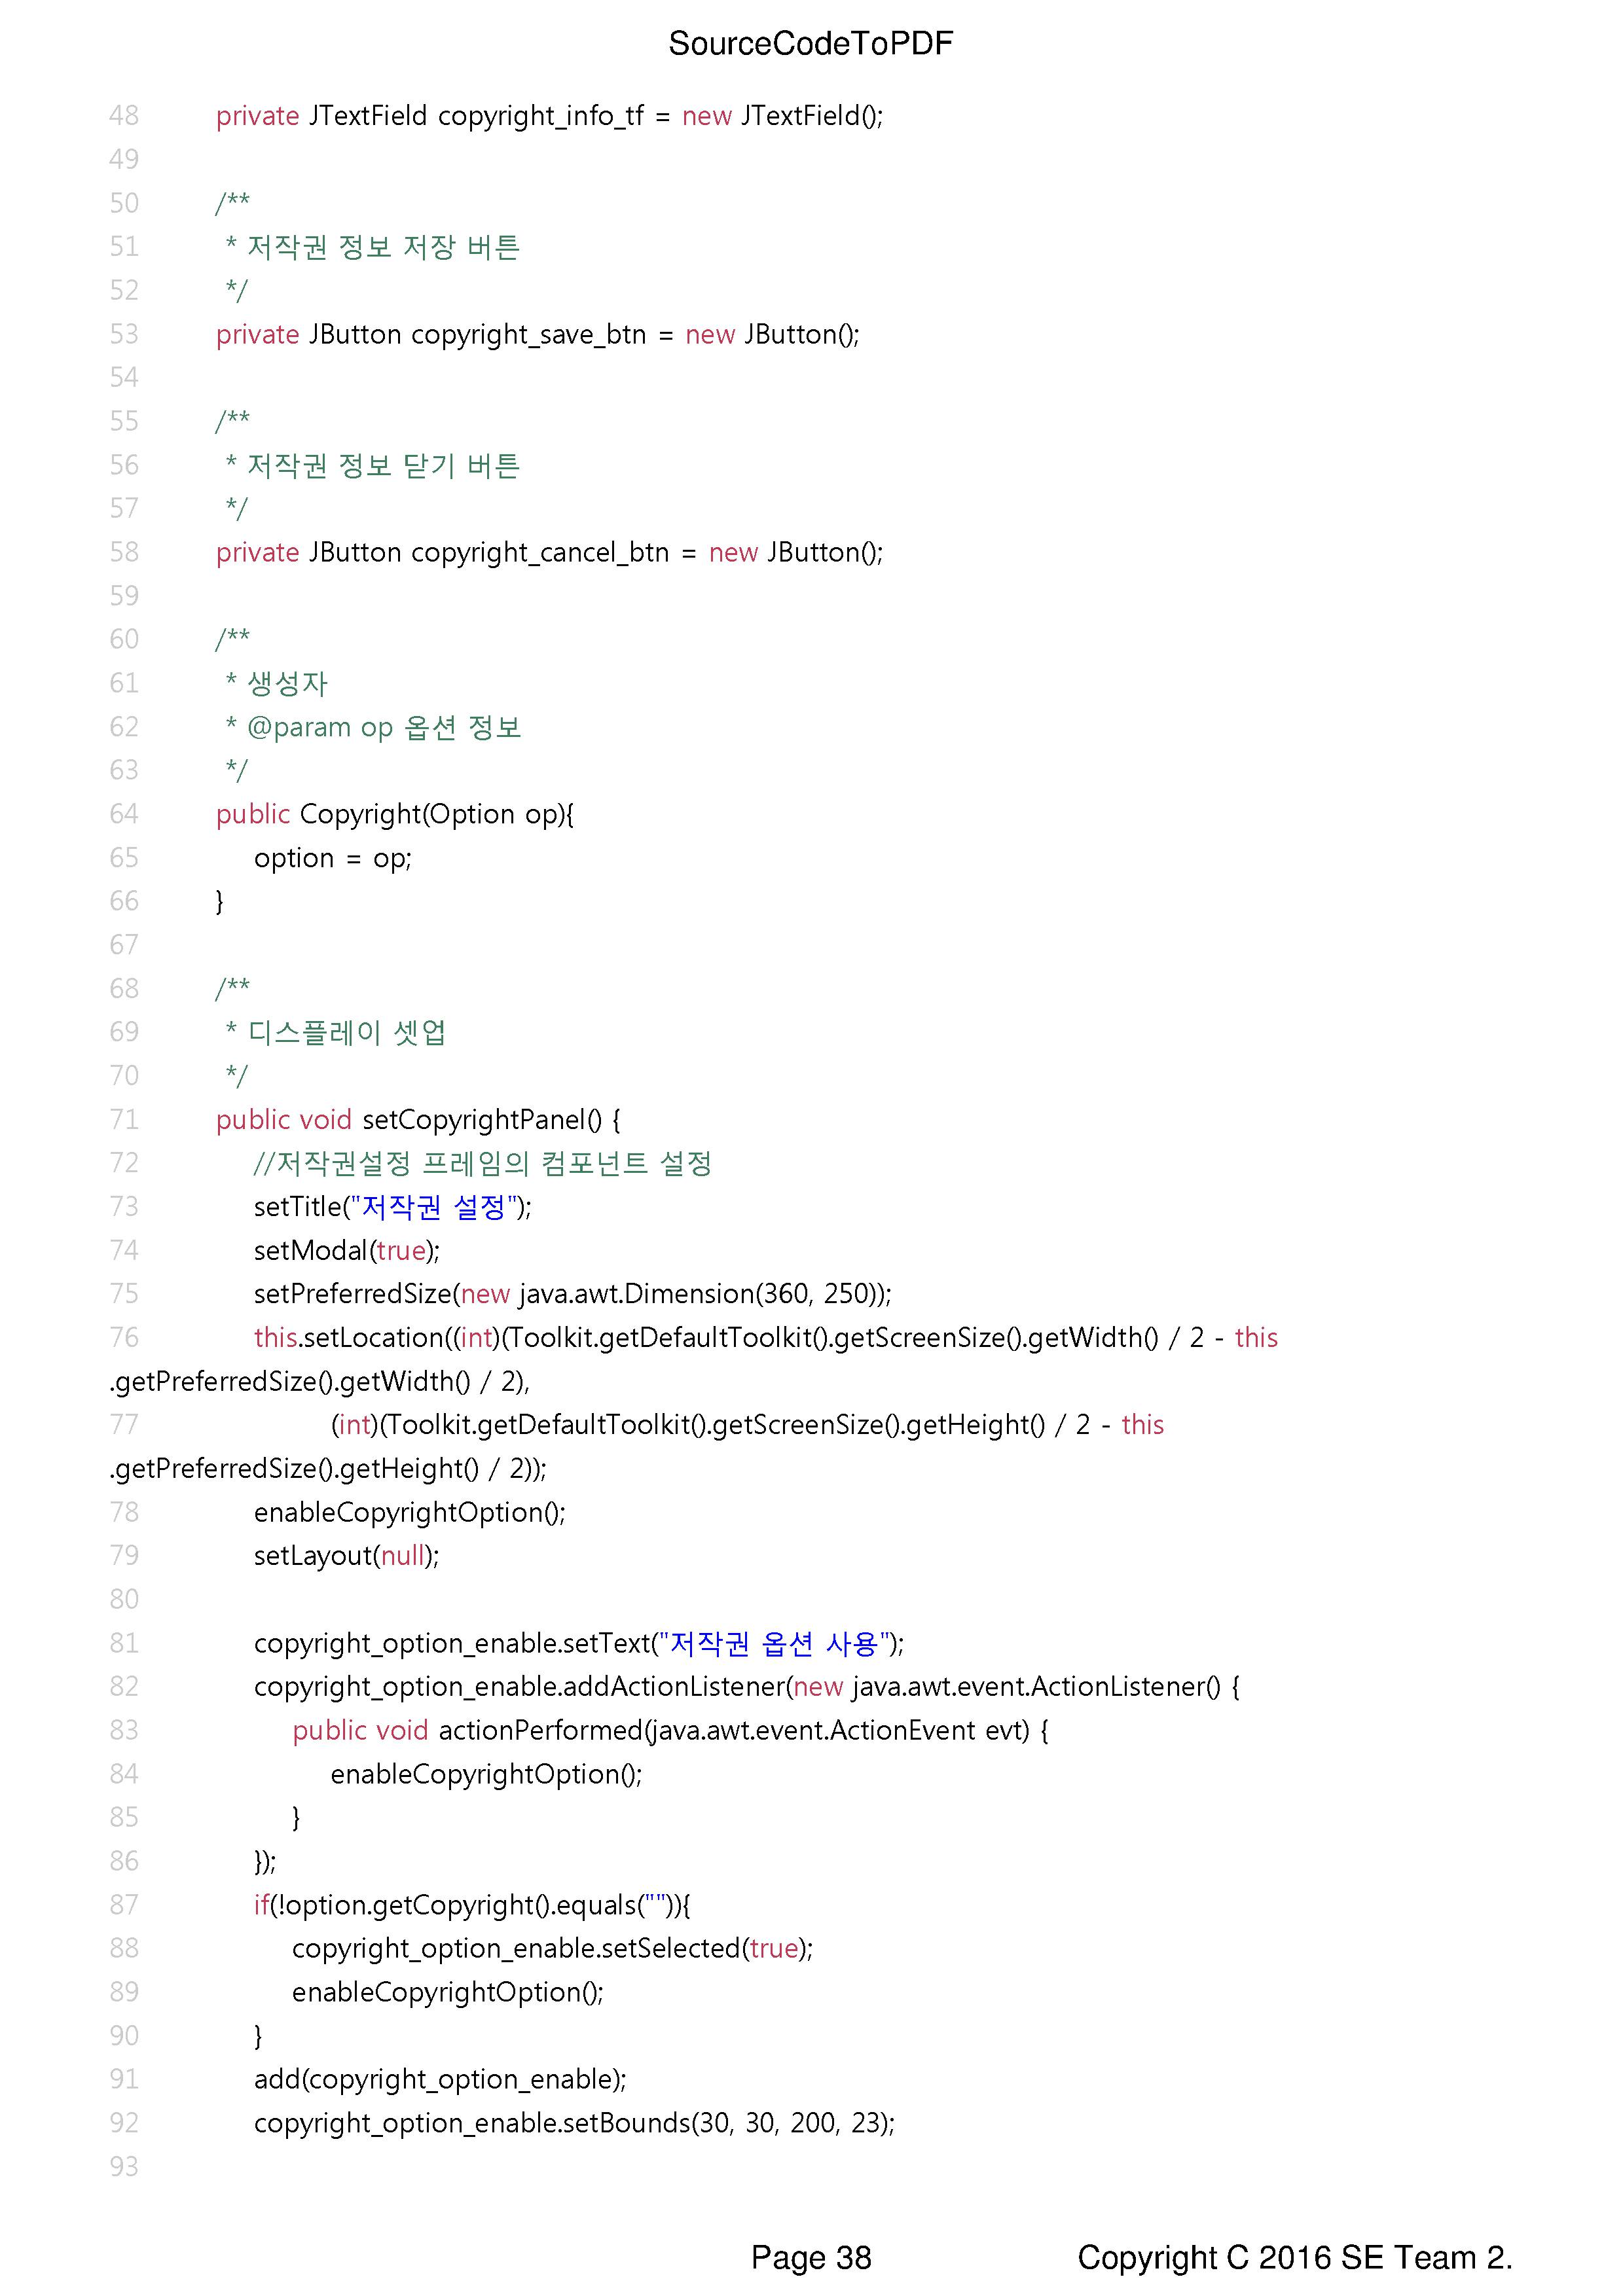 SourceCodeToPDF
48 private JTextField copyright_info_tf = new JTextField();
49
50 /**
51 * 저작권 정보 저장 버튼
52 */
53 private JButton copyright_save_btn = new JButton();
54
55 /**
56 * 저작권 정보 닫기 버튼
57 */
58 private JButton copyright_cancel_btn = new JButton();
59
60 /**
61 * 생성자
62 * @param op 옵션 정보
63 */
64 public Copyright(Option op){
65 option = op;
66 }
67
68 /**
69 * 디스플레이 셋업
70 */
71 public void setCopyrightPanel() {
72 //저작권설정 프레임의 컴포넌트 설정
73 setTitle("저작권 설정");
74 setModal(true);
75 setPreferredSize(new java.awt.Dimension(360, 250));
76 this.setLocation((int)(Toolkit.getDefaultToolkit().getScreenSize().getWidth() / 2 - this
.getPreferredSize().getWidth() / 2),
77 (int)(Toolkit.getDefaultToolkit().getScreenSize().getHeight() / 2 - this
.getPreferredSize().getHeight() / 2));
78 enableCopyrightOption();
79 setLayout(null);
80
81 copyright_option_enable.setText("저작권 옵션 사용");
82 copyright_option_enable.addActionListener(new java.awt.event.ActionListener() {
83 public void actionPerformed(java.awt.event.ActionEvent evt) {
84 enableCopyrightOption();
85 }
86 });
87 if(!option.getCopyright().equals("")){
88 copyright_option_enable.setSelected(true);
89 enableCopyrightOption();
90 }
91 add(copyright_option_enable);
92 copyright_option_enable.setBounds(30, 30, 200, 23);
93
Page 38 Copyright C 2016 SE Team 2.